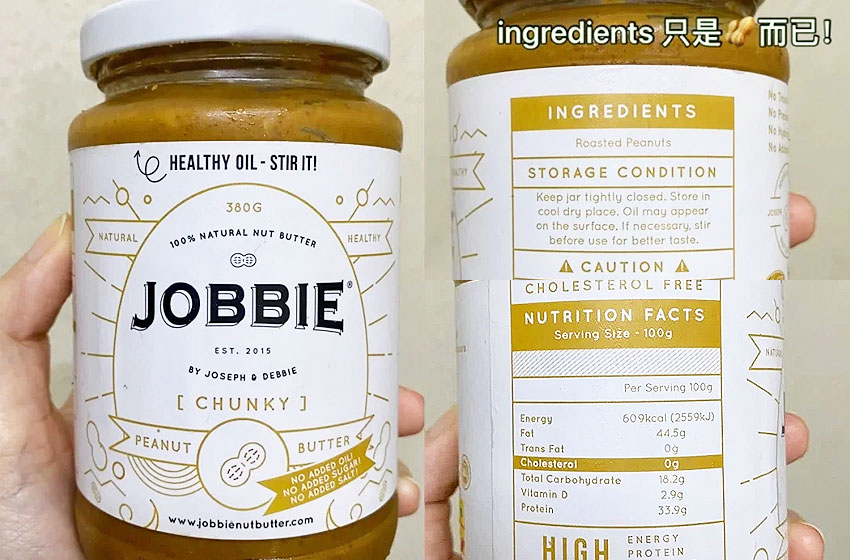 HEALTHY OIL - STIR IT!
380G
NATURAL
HEALTHY
100% NATURAL NUT BUTTER
JOBBIE®
EST. 2015
BY JOSEPH & DEBBIE
[ CHUNKY ]
PEANUT BUTTER
NO ADDED OIL!
NO ADDED SUGAR!
NO ADDED SALT!
www.jobbienutbutter.com
ingredients 只是🥜而已!
INGREDIENTS
Roasted Peanuts
STORAGE CONDITION
Keep jar tightly closed. Store in
cool dry place. Oil may appear
on the surface. If necessary, stir
before use for better taste.
⚠ CAUTION ⚠
No
No
No
No
CHOLESTEROL FREE
NUTRITION FACTS
Serving Size - 100g
Per Serving 100g
Energy 609kcal (2559kJ)
Fat 44.5g
Trans Fat 0g
Cholesterol 0g
Total Carbohydrate 18.2g
Vitamin D 2.9g
Protein 33.9g
HIGH
ENERGY
PROTEIN